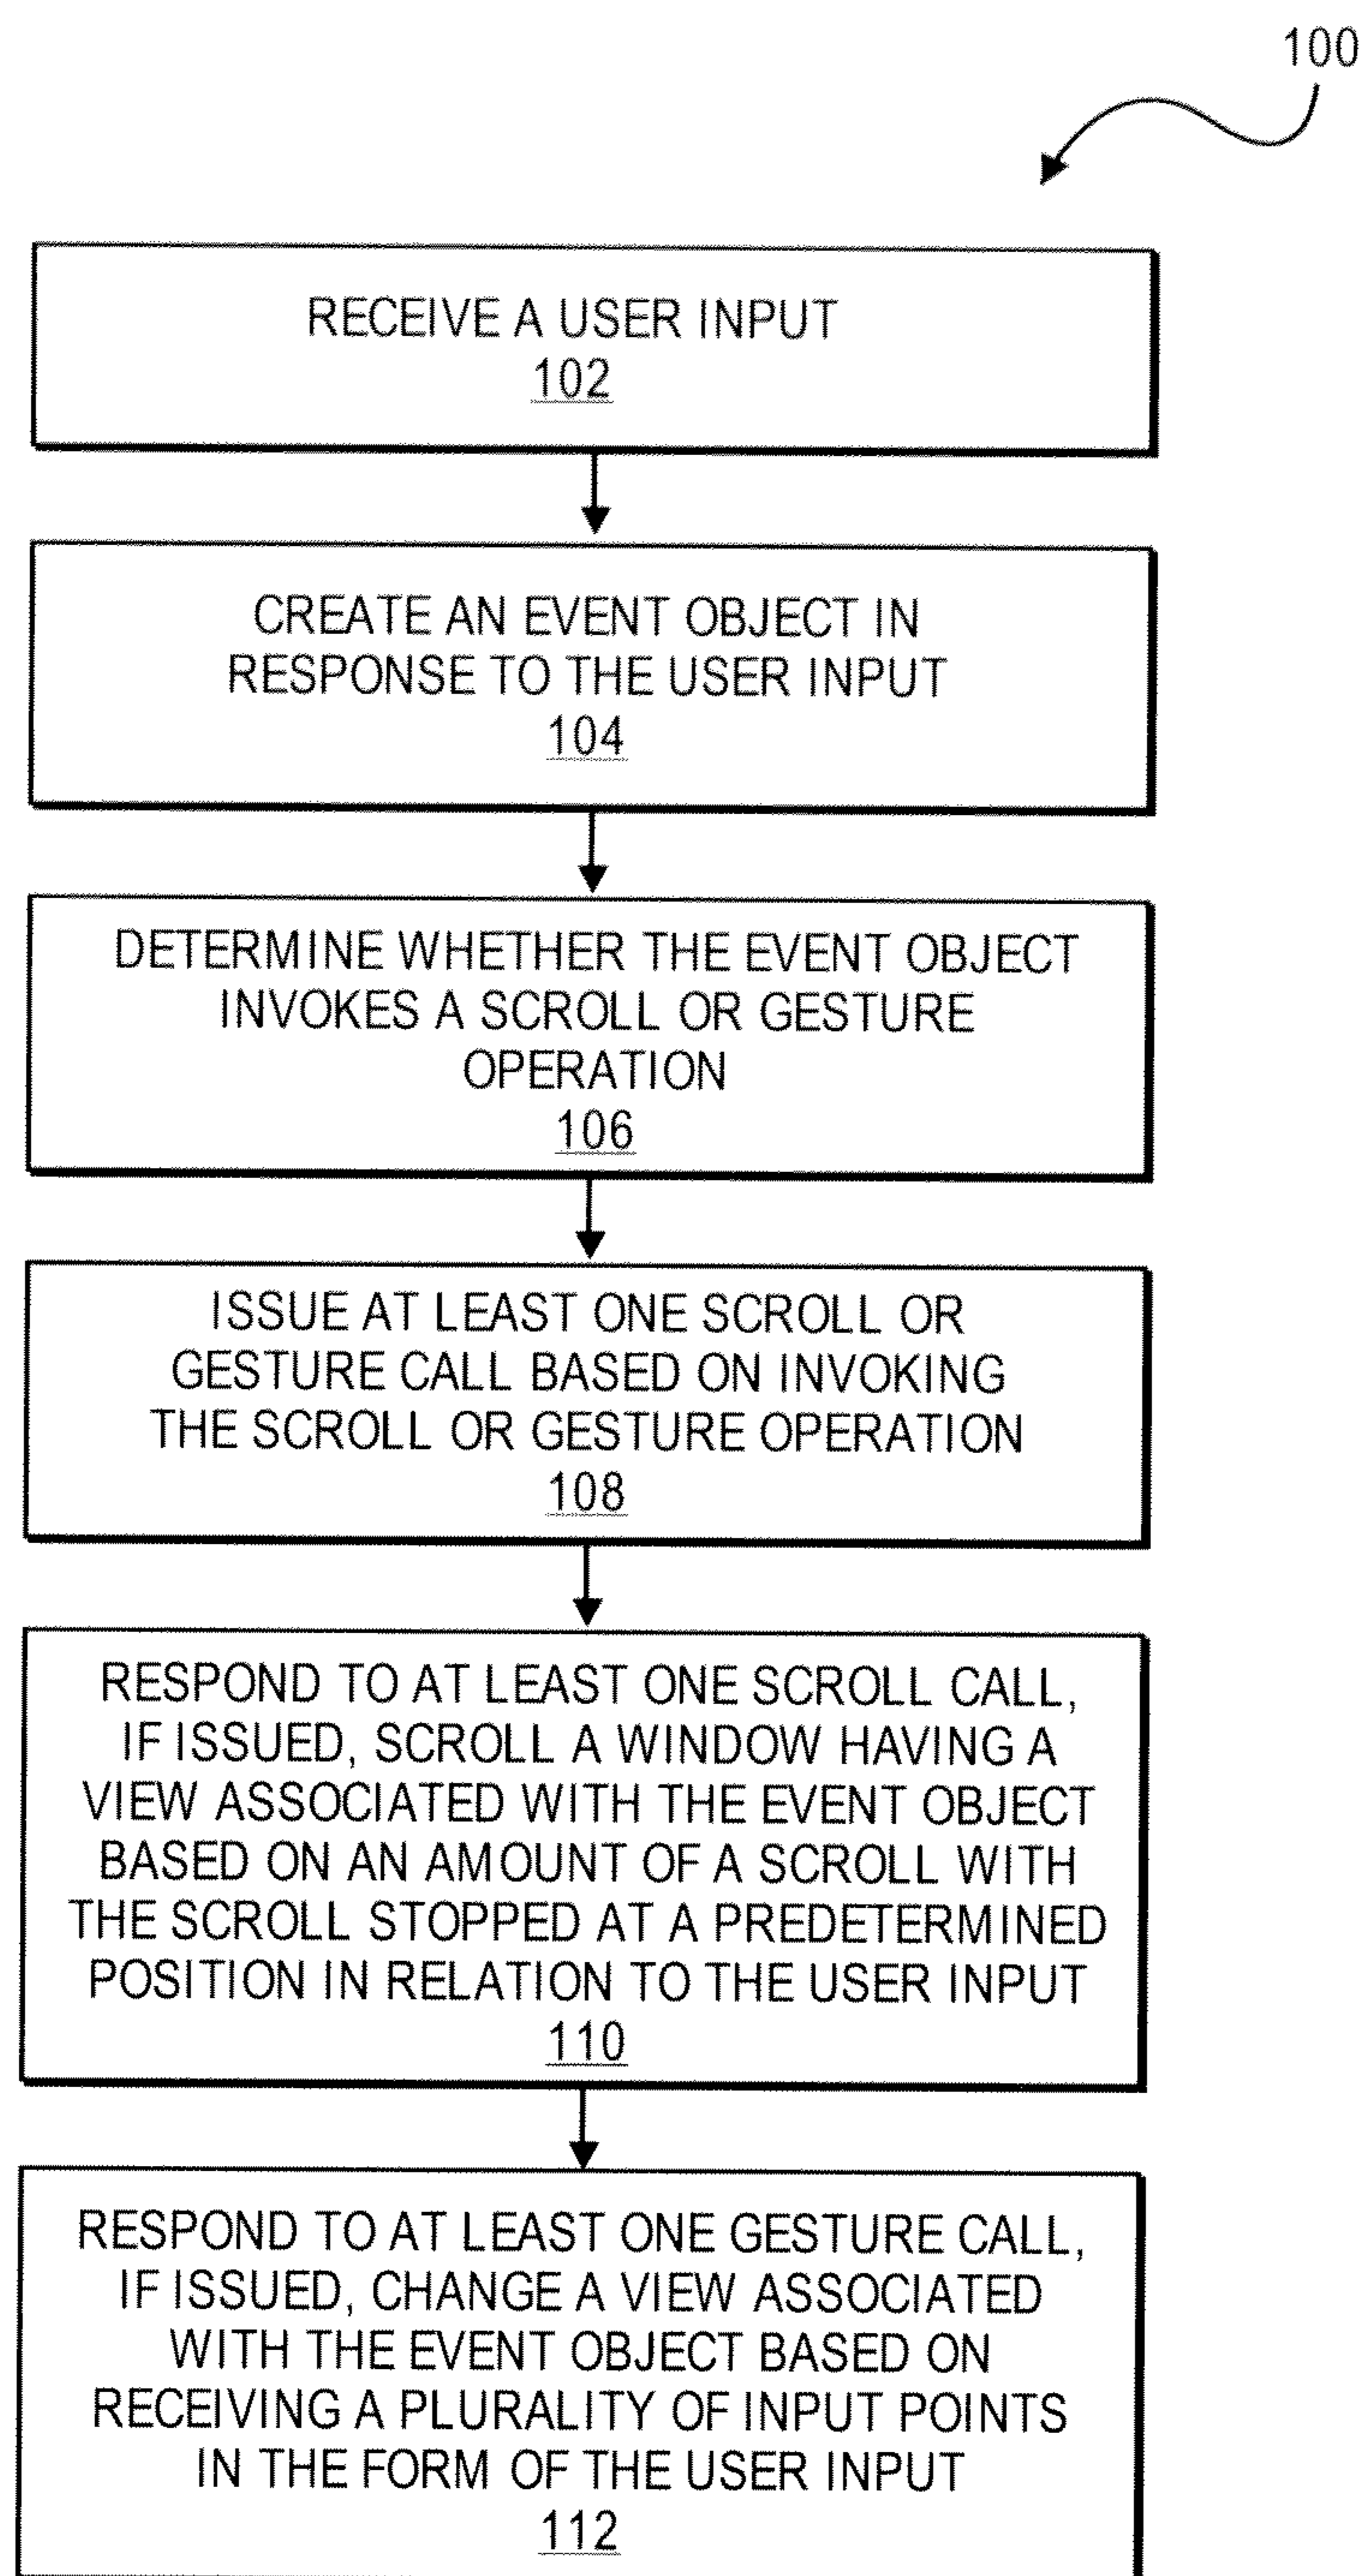 100
RECEIVE A USER INPUT
102
CREATE AN EVENT OBJECT IN
RESPONSE TO THE USER INPUT
104
DETERMINE WHETHER THE EVENT OBJECT
INVOKES A SCROLL OR GESTURE
OPERATION
106
ISSUE AT LEAST ONE SCROLL OR
GESTURE CALL BASED ON INVOKING
THE SCROLL OR GESTURE OPERATION
108
RESPOND TO AT LEAST ONE SCROLL CALL,
IF ISSUED, SCROLL A WINDOW HAVING A
VIEW ASSOCIATED WITH THE EVENT OBJECT
BASED ON AN AMOUNT OF A SCROLL WITH
THE SCROLL STOPPED AT A PREDETERMINED
POSITION IN RELATION TO THE USER INPUT
110
RESPOND TO AT LEAST ONE GESTURE CALL,
IF ISSUED, CHANGE A VIEW ASSOCIATED
WITH THE EVENT OBJECT BASED ON
RECEIVING A PLURALITY OF INPUT POINTS
IN THE FORM OF THE USER INPUT
112